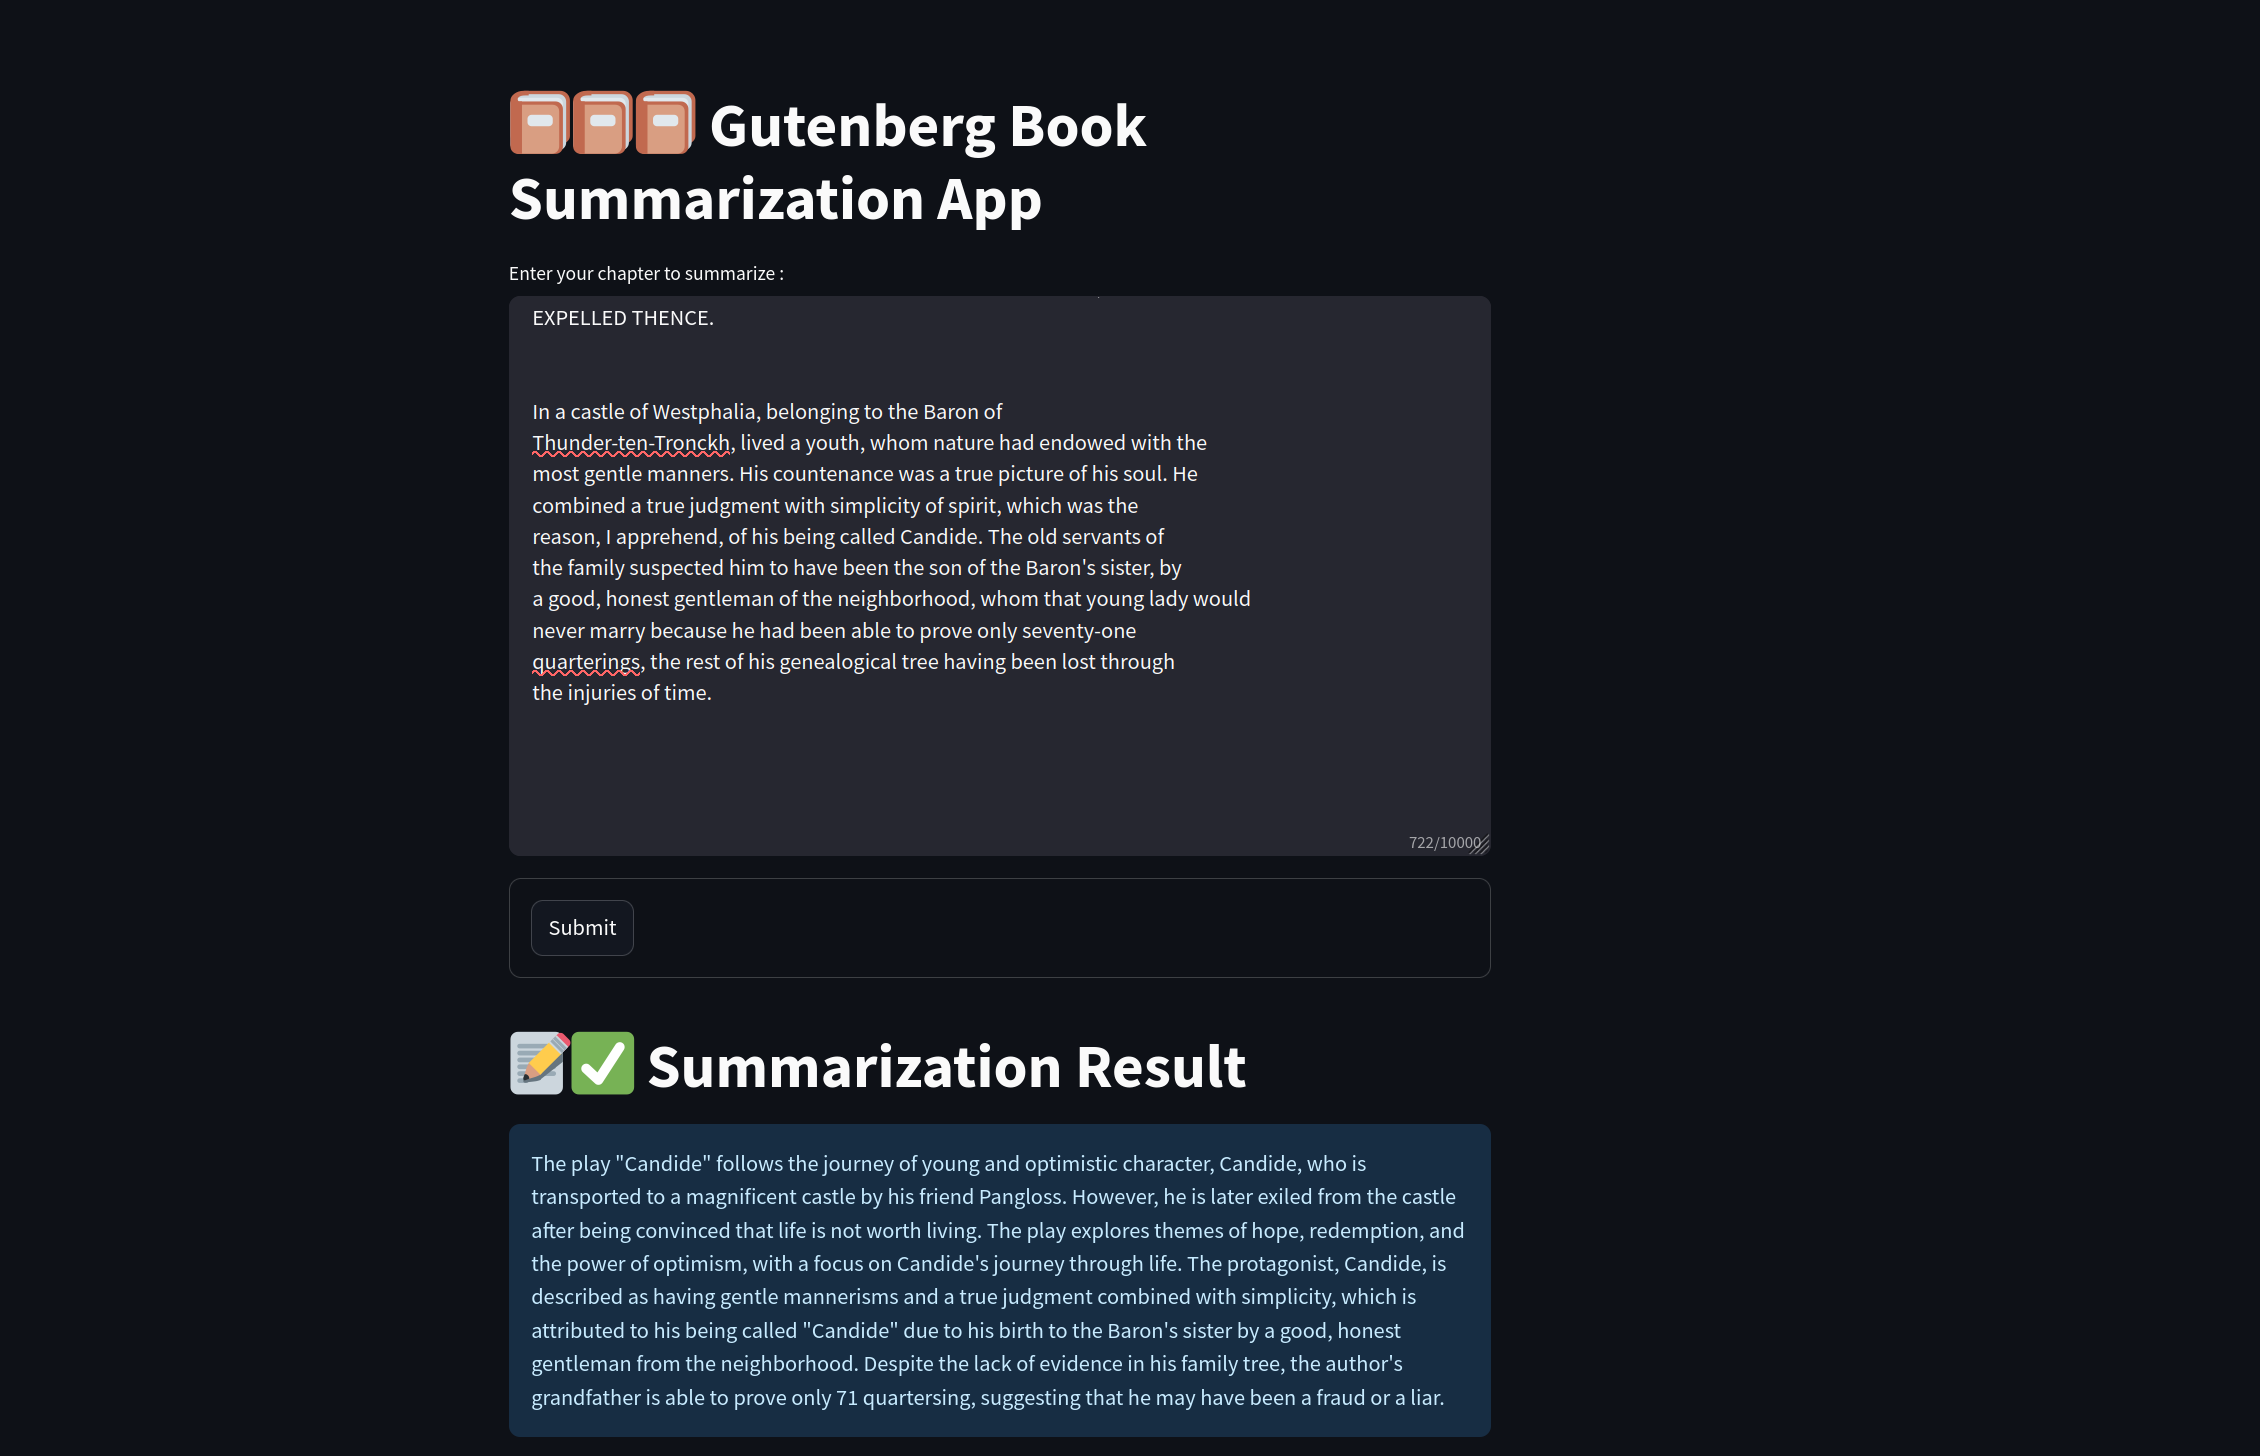 Gutenberg Book
Summarization App
Enter your chapter to summarize :
EXPELLED THENCE.
In a castle of Westphalia, belonging to the Baron of
Thunder-ten-Tronckh, lived a youth, whom nature had endowed with the
most gentle manners. His countenance was a true picture of his soul. He
combined a true judgment with simplicity of spirit, which was the
reason, I apprehend, of his being called Candide. The old servants of
the family suspected him to have been the son of the Baron's sister, by
a good, honest gentleman of the neighborhood, whom that young lady would
never marry because he had been able to prove only seventy-one
quarterings, the rest of his genealogical tree having been lost through
the injuries of time.
722/10000
Submit
Summarization Result
The play "Candide" follows the journey of young and optimistic character, Candide, who is
transported to a magnificent castle by his friend Pangloss. However, he is later exiled from the castle
after being convinced that life is not worth living. The play explores themes of hope, redemption, and
the power of optimism, with a focus on Candide's journey through life. The protagonist, Candide, is
described as having gentle mannerisms and a true judgment combined with simplicity, which is
attributed to his being called "Candide" due to his birth to the Baron's sister by a good, honest
gentleman from the neighborhood. Despite the lack of evidence in his family tree, the author's
grandfather is able to prove only 71 quartersing, suggesting that he may have been a fraud or a liar.